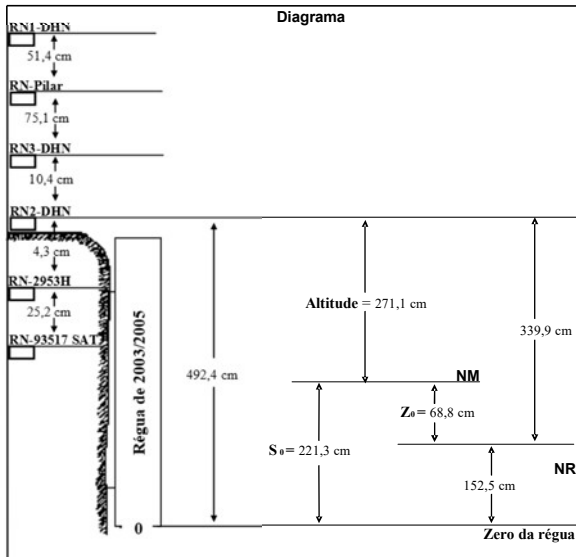 Diagrama
RN1-DHN
51,4 cm
RN-Pilar
75,1 cm
RN3-DHN
10,4 cm
RN2-DHN
4,3 cm
RN-2953H
25,2 cm
RN-93517 SAT
Régua de 2003/2005
0
492,4 cm
Altitude = 271,1 cm
339,9 cm
NM
Z₀ = 68,8 cm
S₀ = 221,3 cm
NR
152,5 cm
Zero da régua